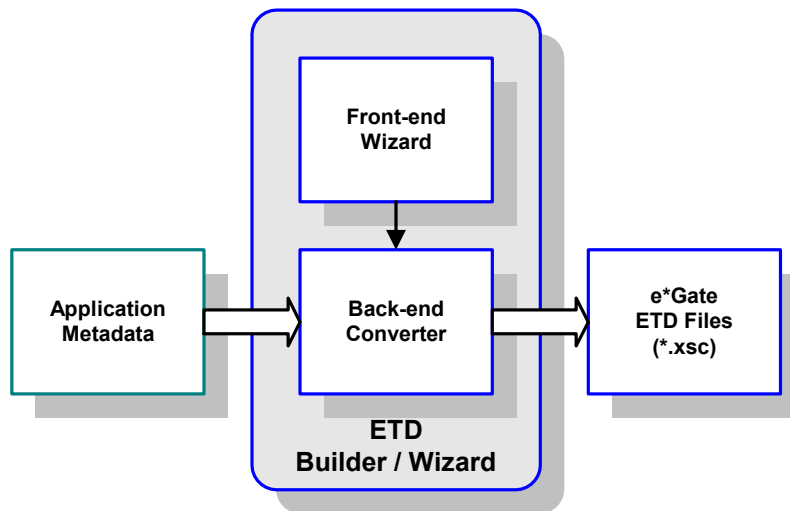 Front-end
Wizard
Application
Metadata
Back-end
Converter
e*Gate
ETD Files
(*.xsc)
ETD
Builder / Wizard